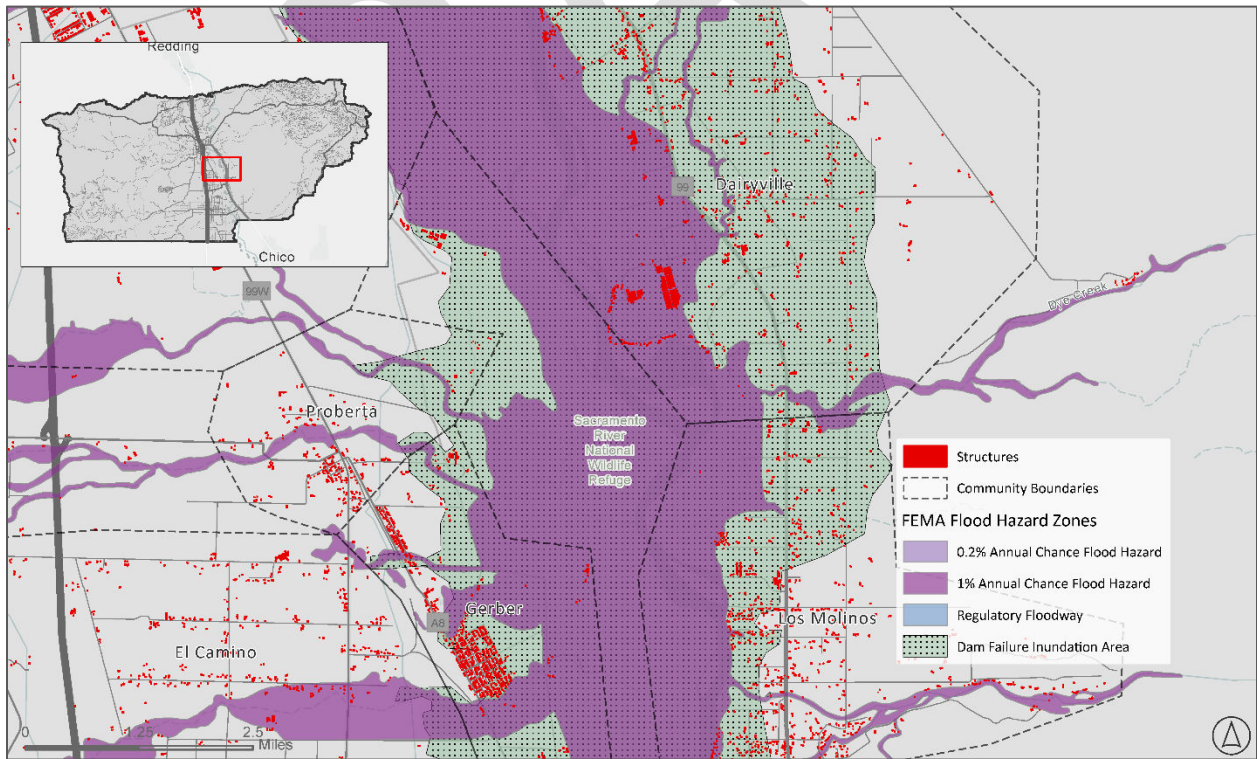 Redding
Chico
99W
99
Dairyville
Dye Creek
Proberta
Sacramento
River
National
Wildlife
Refuge
Gerber
A8
El Camino
Los Molinos
Structures
Community Boundaries
FEMA Flood Hazard Zones
0.2% Annual Chance Flood Hazard
1% Annual Chance Flood Hazard
Regulatory Floodway
Dam Failure Inundation Area
0 1.25 2.5
Miles